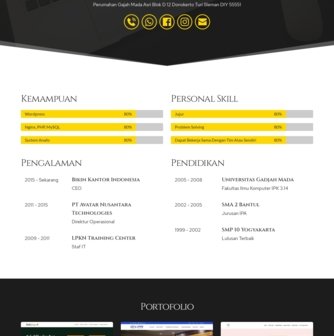 Perumahan Gajah Mada Asri Blok D 12 Donokerto Turi Sleman DIY 55551
Kemampuan
Wordpress 80%
Nginx, PHP, MySQL 80%
System Analis 80%
Personal Skill
Jujur 80%
Problem Solving 80%
Dapat Bekerja Sama Dengan Tim Atau Sendiri 80%
Pengalaman
2015 - Sekarang
Bikin Kantor Indonesia
CEO
2011 - 2015
PT Avatar Nusantara
Technologies
Direktur Operasional
2009 - 2011
LPKN Training Center
Staf IT
Pendidikan
2005 - 2008
Universitas Gadjah Mada
Fakultas Ilmu Komputer IPK 3,14
2002 - 2005
SMA 2 Bantul
Jurusan IPA
1999 - 2002
SMP 10 Yogyakarta
Lulusan Terbaik
Portofolio